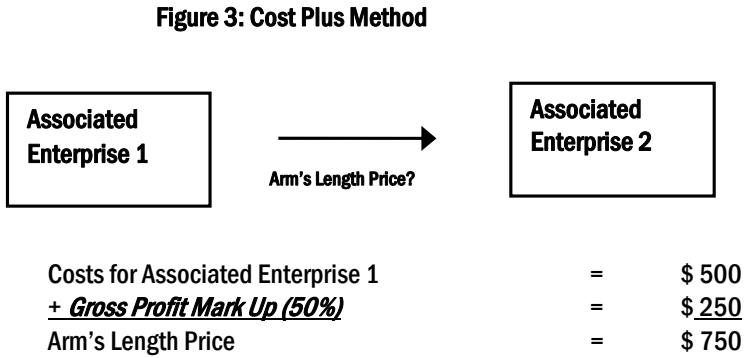 Figure 3: Cost Plus Method
Associated
Enterprise 1
Arm's Length Price?
Associated
Enterprise 2
Costs for Associated Enterprise 1 = $ 500
+ Gross Profit Mark Up (50%) = $ 250
Arm's Length Price = $ 750